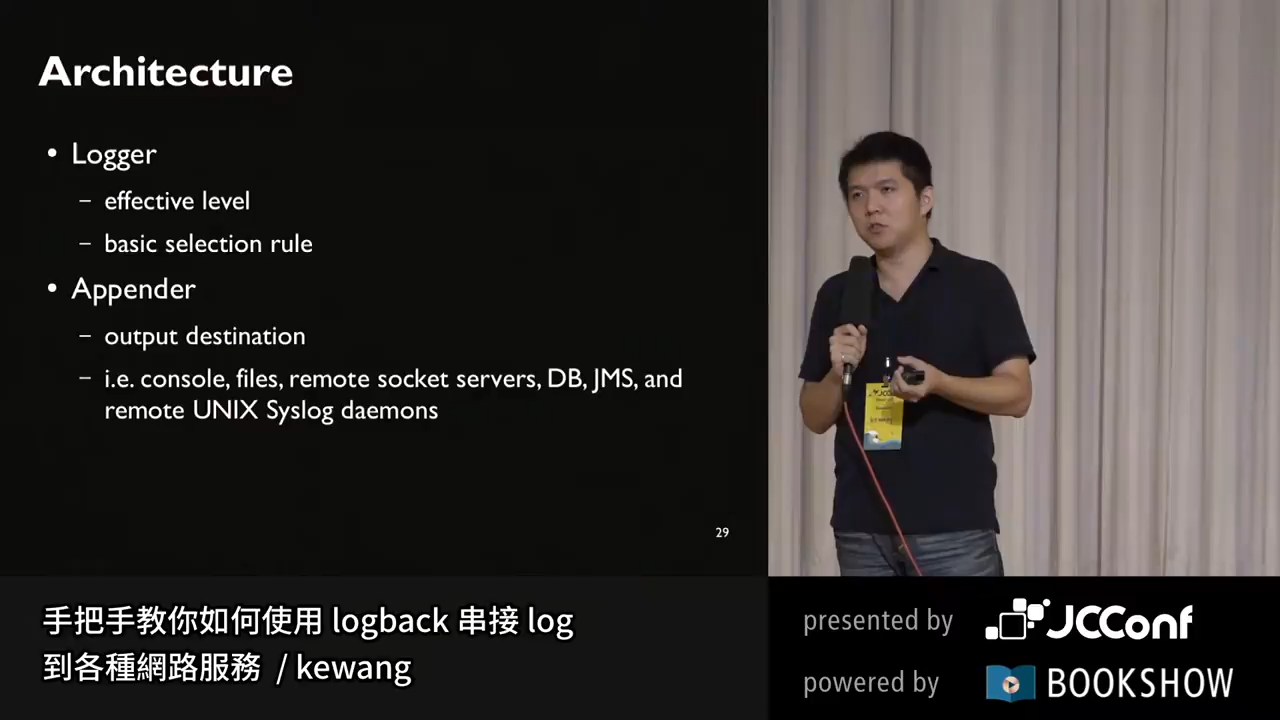 Architecture
• Logger
– effective level
– basic selection rule
• Appender
– output destination
– i.e. console, files, remote socket servers, DB, JMS, and
remote UNIX Syslog daemons
29
手把手教你如何使用 logback 串接 log
到各種網路服務 / kewang
presented by JCConf
powered by BOOKSHOW